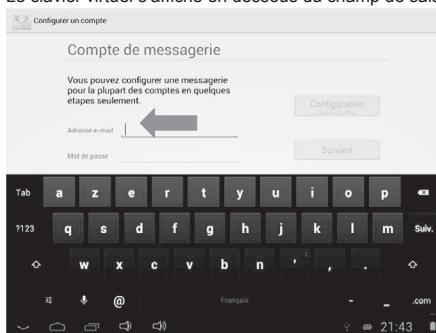 Le clavier virtuel s'affiche en dessous du champ de sai
Configurer un compte
Compte de messagerie
Vous pouvez configurer une messagerie
pour la plupart des comptes en quelques
étapes seulement.
Configuration
Adresse e-mail
Mot de passe
Suivant
Tab a z e r t y u i o p
?123 q s d f g h j k l m Suiv.
w x c v b n ' , .
@ Français - _ .com
21:43